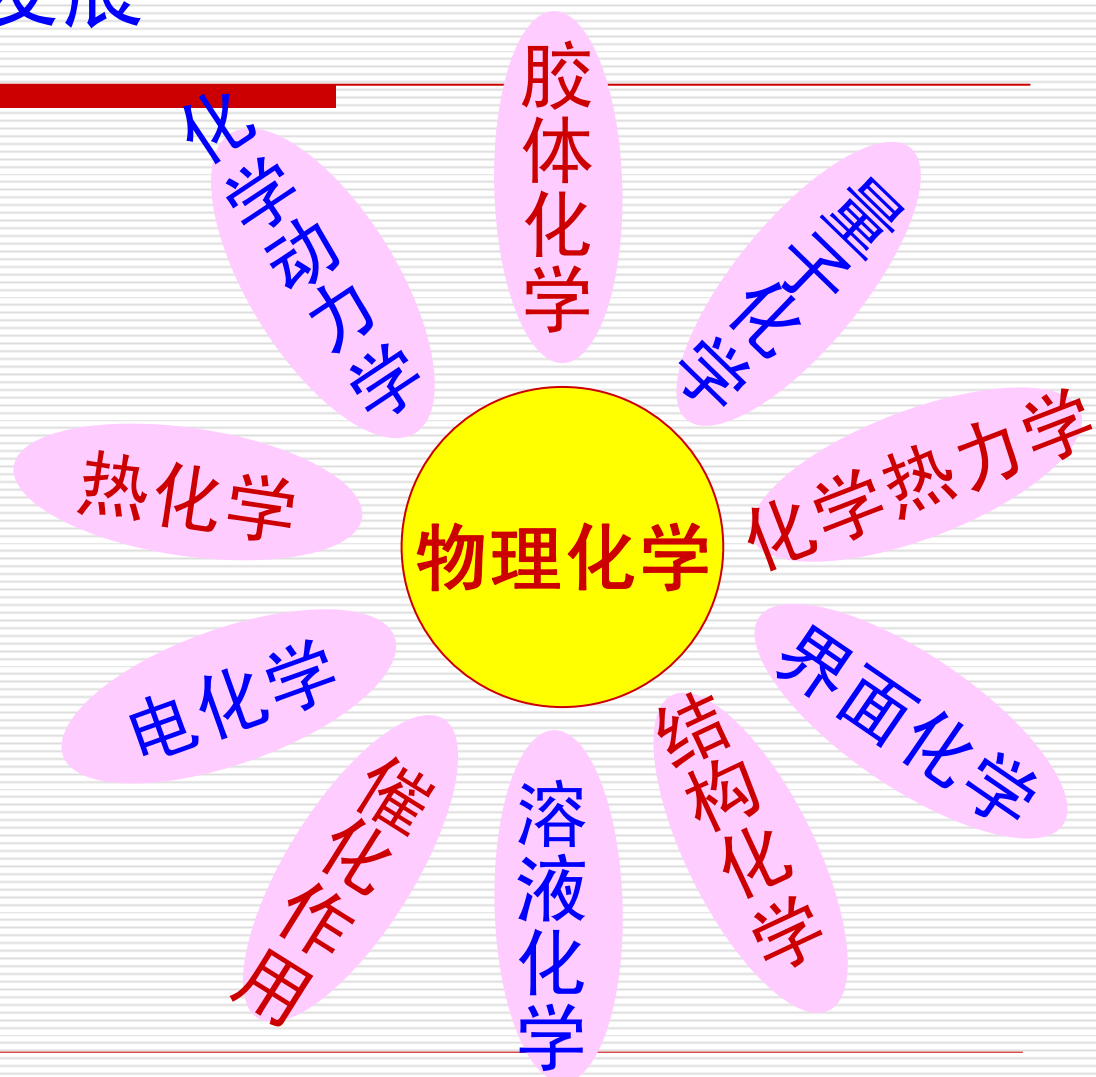 发展
胶体化学
量子化学
化学热力学
界面化学
结构化学
溶液化学
催化作用
电化学
热化学
化学动力学
物理化学